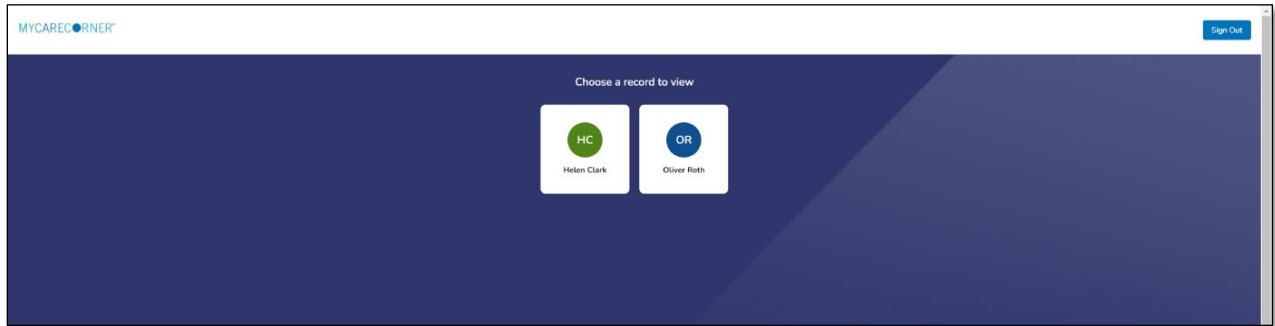 MYCARECORNER™
Sign Out
Choose a record to view
HC
OR
Helen Clark
Oliver Roth